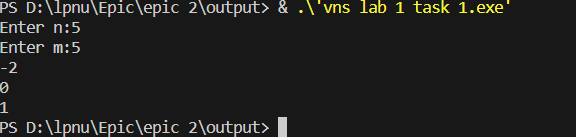 PS D:\lpnu\Epic\epic 2\output> & .\'vns lab 1 task 1.exe'
Enter n:5
Enter m:5
-2
0
1
PS D:\lpnu\Epic\epic 2\output>